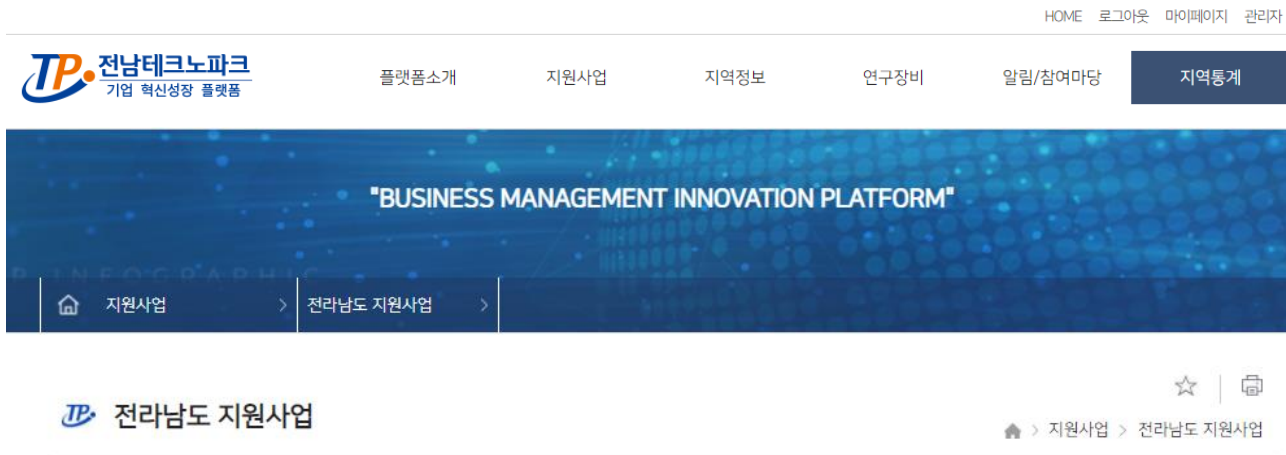 HOME 로그아웃 마이페이지 관리자
TP 전남테크노파크
기업 혁신성장 플랫폼
플랫폼소개 지원사업 지역정보 연구장비 알림/참여마당 지역통계
"BUSINESS MANAGEMENT INNOVATION PLATFORM"
P INFOGRAPHIC
지원사업 > 전라남도 지원사업 >
TP 전라남도 지원사업
> 지원사업 > 전라남도 지원사업